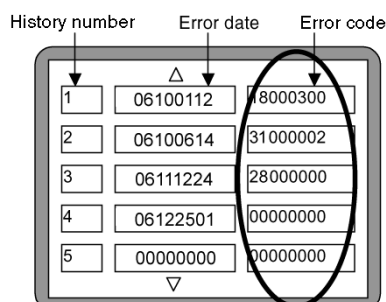 History number Error date Error code
1 06100112 18000300
2 06100614 31000002
3 06111224 28000000
4 06122501 00000000
5 00000000 00000000